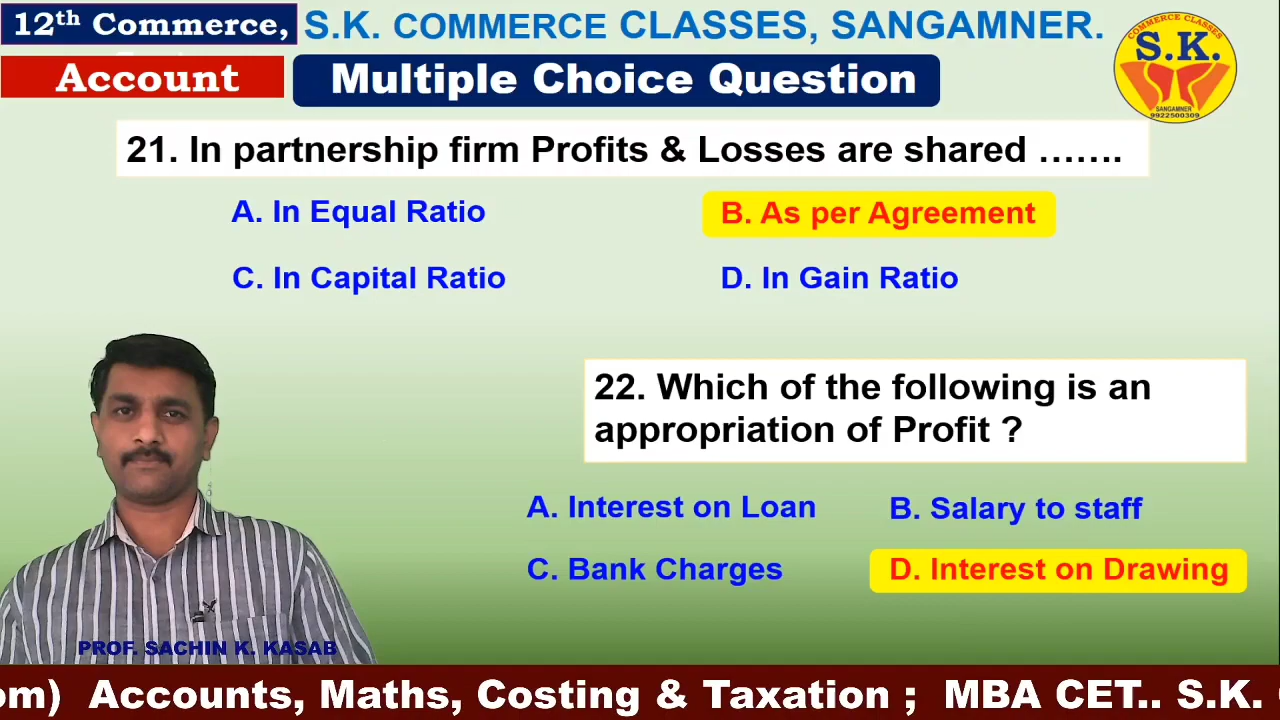 12th Commerce,
S.K. COMMERCE CLASSES, SANGAMNER.
Account
Multiple Choice Question
COMMERCE CLASSES
S.K.
SANGAMNER
9922500309
21. In partnership firm Profits & Losses are shared …….
A. In Equal Ratio
B. As per Agreement
C. In Capital Ratio
D. In Gain Ratio
22. Which of the following is an
appropriation of Profit ?
A. Interest on Loan
B. Salary to staff
C. Bank Charges
D. Interest on Drawing
PROF. SACHIN K. KASAB
om) Accounts, Maths, Costing & Taxation ; MBA CET.. S.K.